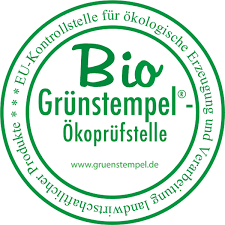 *** EU-Kontrollstelle für ökologische Erzeugung und Verarbeitung landwirtschaftlicher Produkte
Bio
Grünstempel®-
Ökoprüfstelle
www.gruenstempel.de